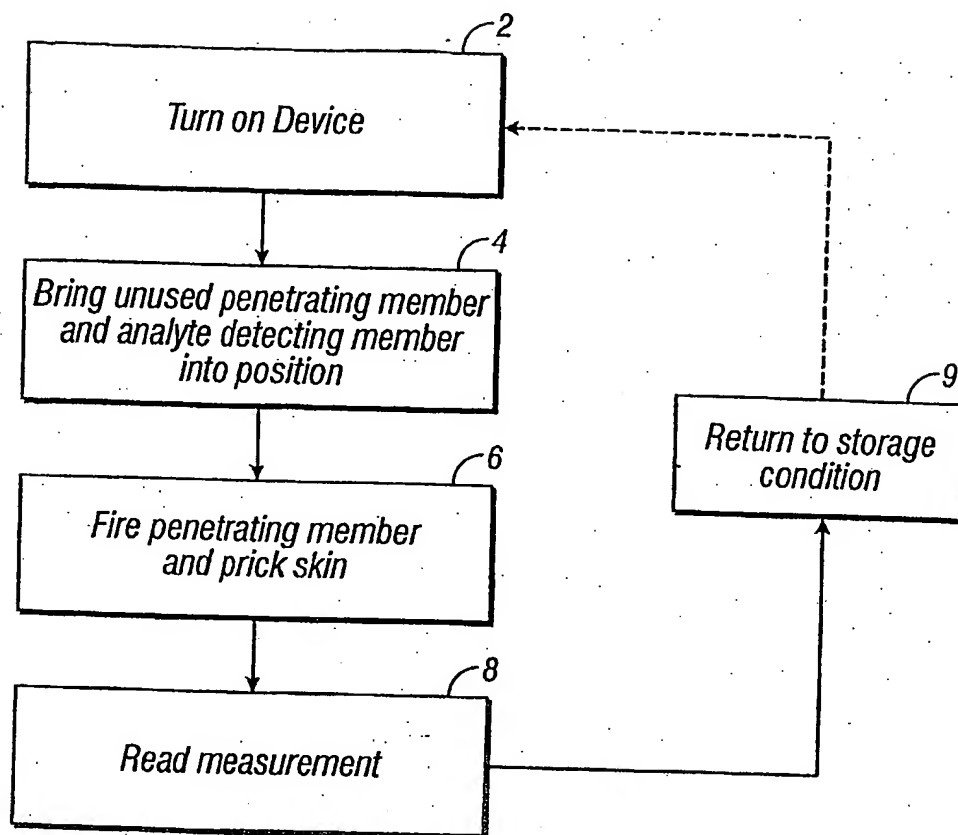 2
Turn on Device
4
Bring unused penetrating member
and analyte detecting member
into position
6
Fire penetrating member
and prick skin
8
Read measurement
9
Return to storage
condition